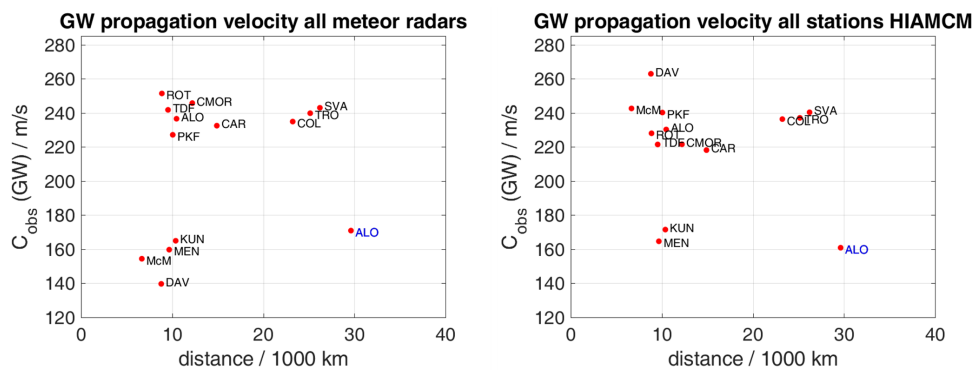 GW propagation velocity all meteor radars
280
260
240
220
200
180
160
140
120
C_obs (GW) / m/s
ROT
CMOR
TDF
ALO
PKF
CAR
SVA
TRO
COL
KUN
MEN
McM
DAV
ALO
0 10 20 30 40
distance / 1000 km
GW propagation velocity all stations HIAMCM
280
260
240
220
200
180
160
140
120
C_obs (GW) / m/s
DAV
McM
PKF
ALO
ROT
TDF
CMOR
CAR
SVA
TRO
COL
KUN
MEN
ALO
0 10 20 30 40
distance / 1000 km